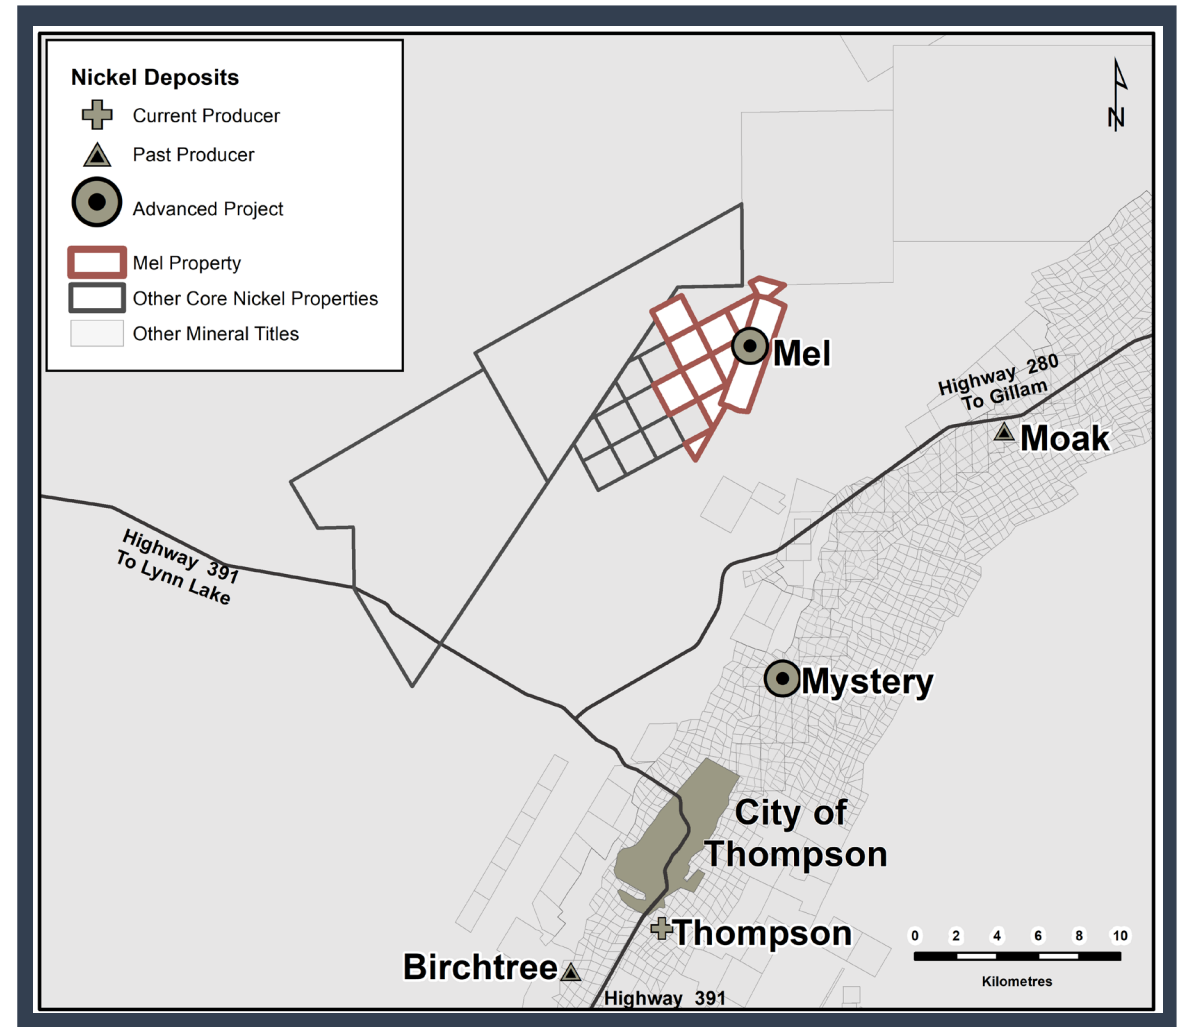 Nickel Deposits
Current Producer
Past Producer
Advanced Project
Mel Property
Other Core Nickel Properties
Other Mineral Titles
N
Mel
Highway 280
To Gillam
Moak
Highway 391
To Lynn Lake
Mystery
City of
Thompson
Thompson
Birchtree
Highway 391
0 2 4 6 8 10
Kilometres